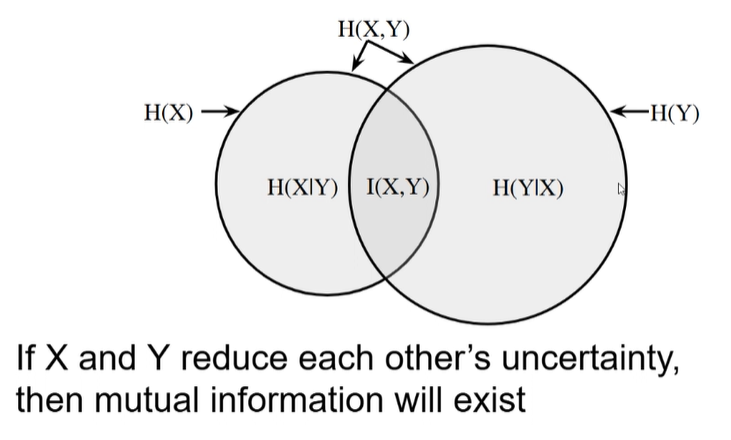 H(X,Y)
H(X)
H(Y)
H(X|Y)
I(X,Y)
H(Y|X)
If X and Y reduce each other’s uncertainty,
then mutual information will exist